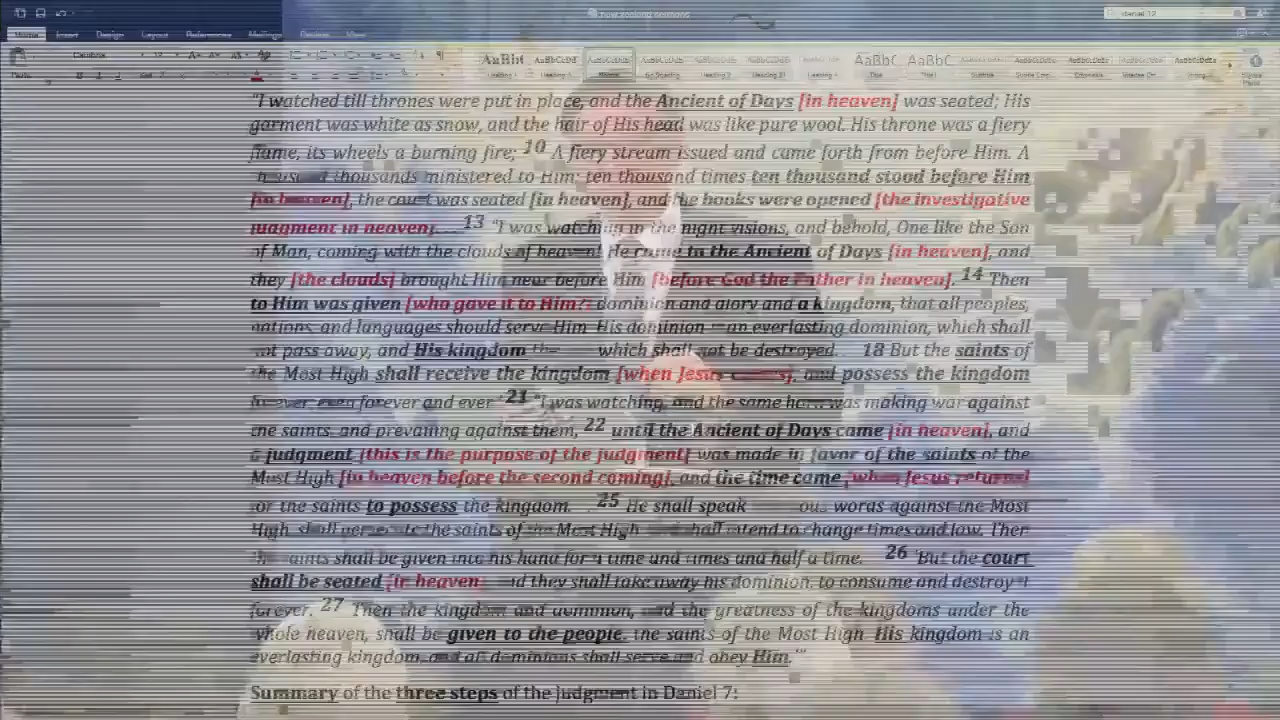 new revised sermons
daniel 12
Home Insert Design Layout References Mailings Review View
"I watched till thrones were put in place, and the Ancient of Days [in heaven] was seated; His
garment was white as snow, and the hair of His head was like pure wool. His throne was a fiery
flame, its wheels a burning fire; 10 A fiery stream issued and came forth from before Him. A
thousands ministered to Him; ten thousand times ten thousand stood before Him
[in heaven], the court was seated [in heaven], and the books were opened [the investigative
judgment in heaven]. 13 "I was watching in the night visions, and behold, One like the Son
of Man, coming with the clouds of heaven! He came to the Ancient of Days [in heaven], and
they [the clouds] brought Him near before Him [before God the Father in heaven]. 14 Then
to Him was given [who gave it to Him?] dominion and glory and a kingdom, that all peoples,
nations, and languages should serve Him His dominion an everlasting dominion, which shall
not pass away, and His kingdom the which shall not be destroyed. 18 But the saints of
the Most High shall receive the kingdom [when Jesus comes], and possess the kingdom
forever, even forever and ever' 21 "I was watching, and the same horn was making war against
the saints, and prevailing against them, 22 until the Ancient of Days came [in heaven], and
a judgment [this is the purpose of the judgment] was made in favor of the saints of the
Most High [in heaven before the second coming], and the time came [when Jesus returns]
for the saints to possess the kingdom. 25 He shall speak words against the Most
High shall persecute the saints of the Most High shall intend to change times and law. Then
the saints shall be given into his hand for a time and times and half a time. 26 'But the court
shall be seated [in heaven] and they shall take away his dominion, to consume and destroy it
forever. 27 Then the kingdom and dominion, and the greatness of the kingdoms under the
whole heaven, shall be given to the people, the saints of the Most High His kingdom is an
everlasting kingdom, and all dominions shall serve and obey Him.'"
Summary of the three steps of the judgment in Daniel 7: